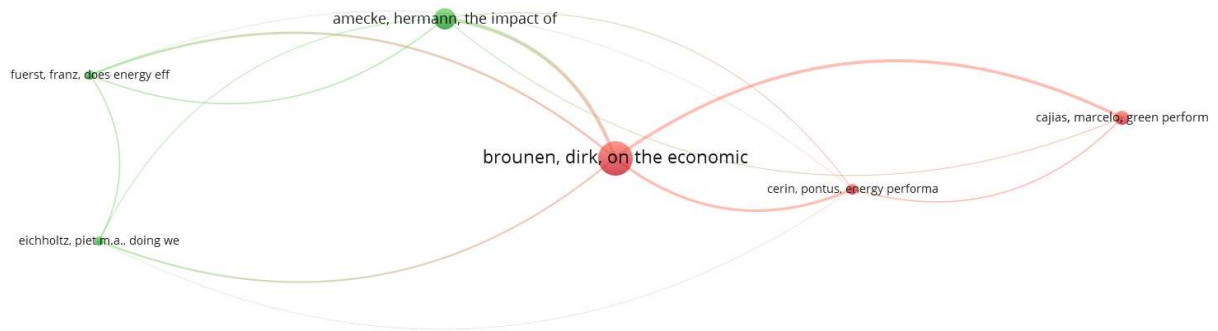 amecke, hermann, the impact of
fuerst, franz, does energy eff
cajias, marcelo, green perform
brounen, dirk, on the economic
cerin, pontus, energy performa
eichholtz, piet m,a., doing we